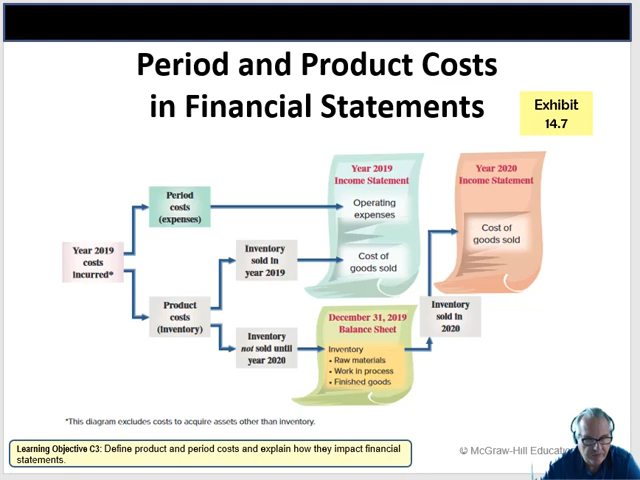 Period and Product Costs
in Financial Statements
Exhibit
14.7
Year 2019
Income Statement
Operating
expenses
Cost of
goods sold
Year 2020
Income Statement
Cost of
goods sold
Period
costs
(expenses)
Year 2019
costs
incurred*
Inventory
sold in
year 2019
Product
costs
(inventory)
Inventory
not sold until
year 2020
December 31, 2019
Balance Sheet
Inventory
• Raw materials
• Work in process
• Finished goods
Inventory
sold in
2020
*This diagram excludes costs to acquire assets other than inventory.
Learning Objective C3: Define product and period costs and explain how they impact financial
statements.
© McGraw-Hill Education